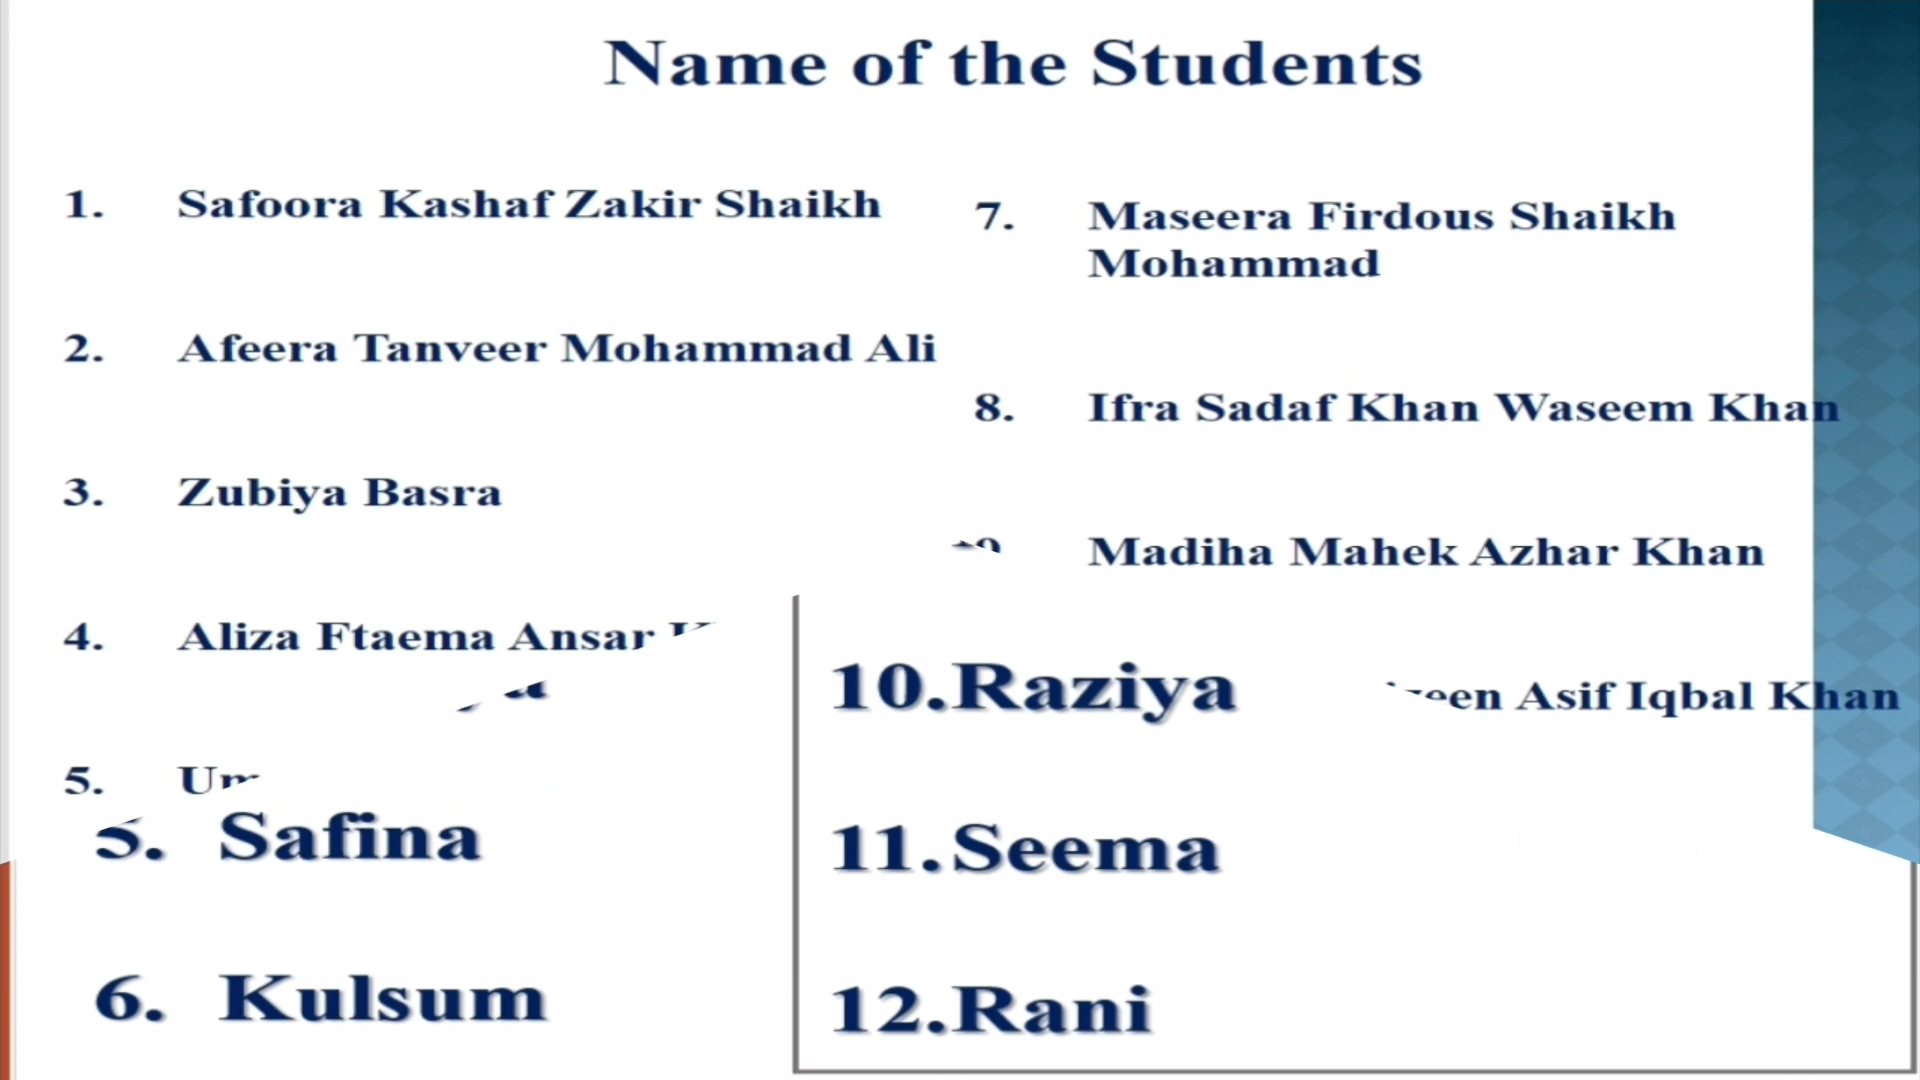 Name of the Students
1. Safoora Kashaf Zakir Shaikh
2. Afeera Tanveer Mohammad Ali
3. Zubiya Basra
4. Aliza Ftaema Ansar
5.
7. Maseera Firdous Shaikh
Mohammad
8. Ifra Sadaf Khan Waseem Khan
Madiha Mahek Azhar Khan
Asif Iqbal Khan
5. Safina
6. Kulsum
10. Raziya
11. Seema
12. Rani